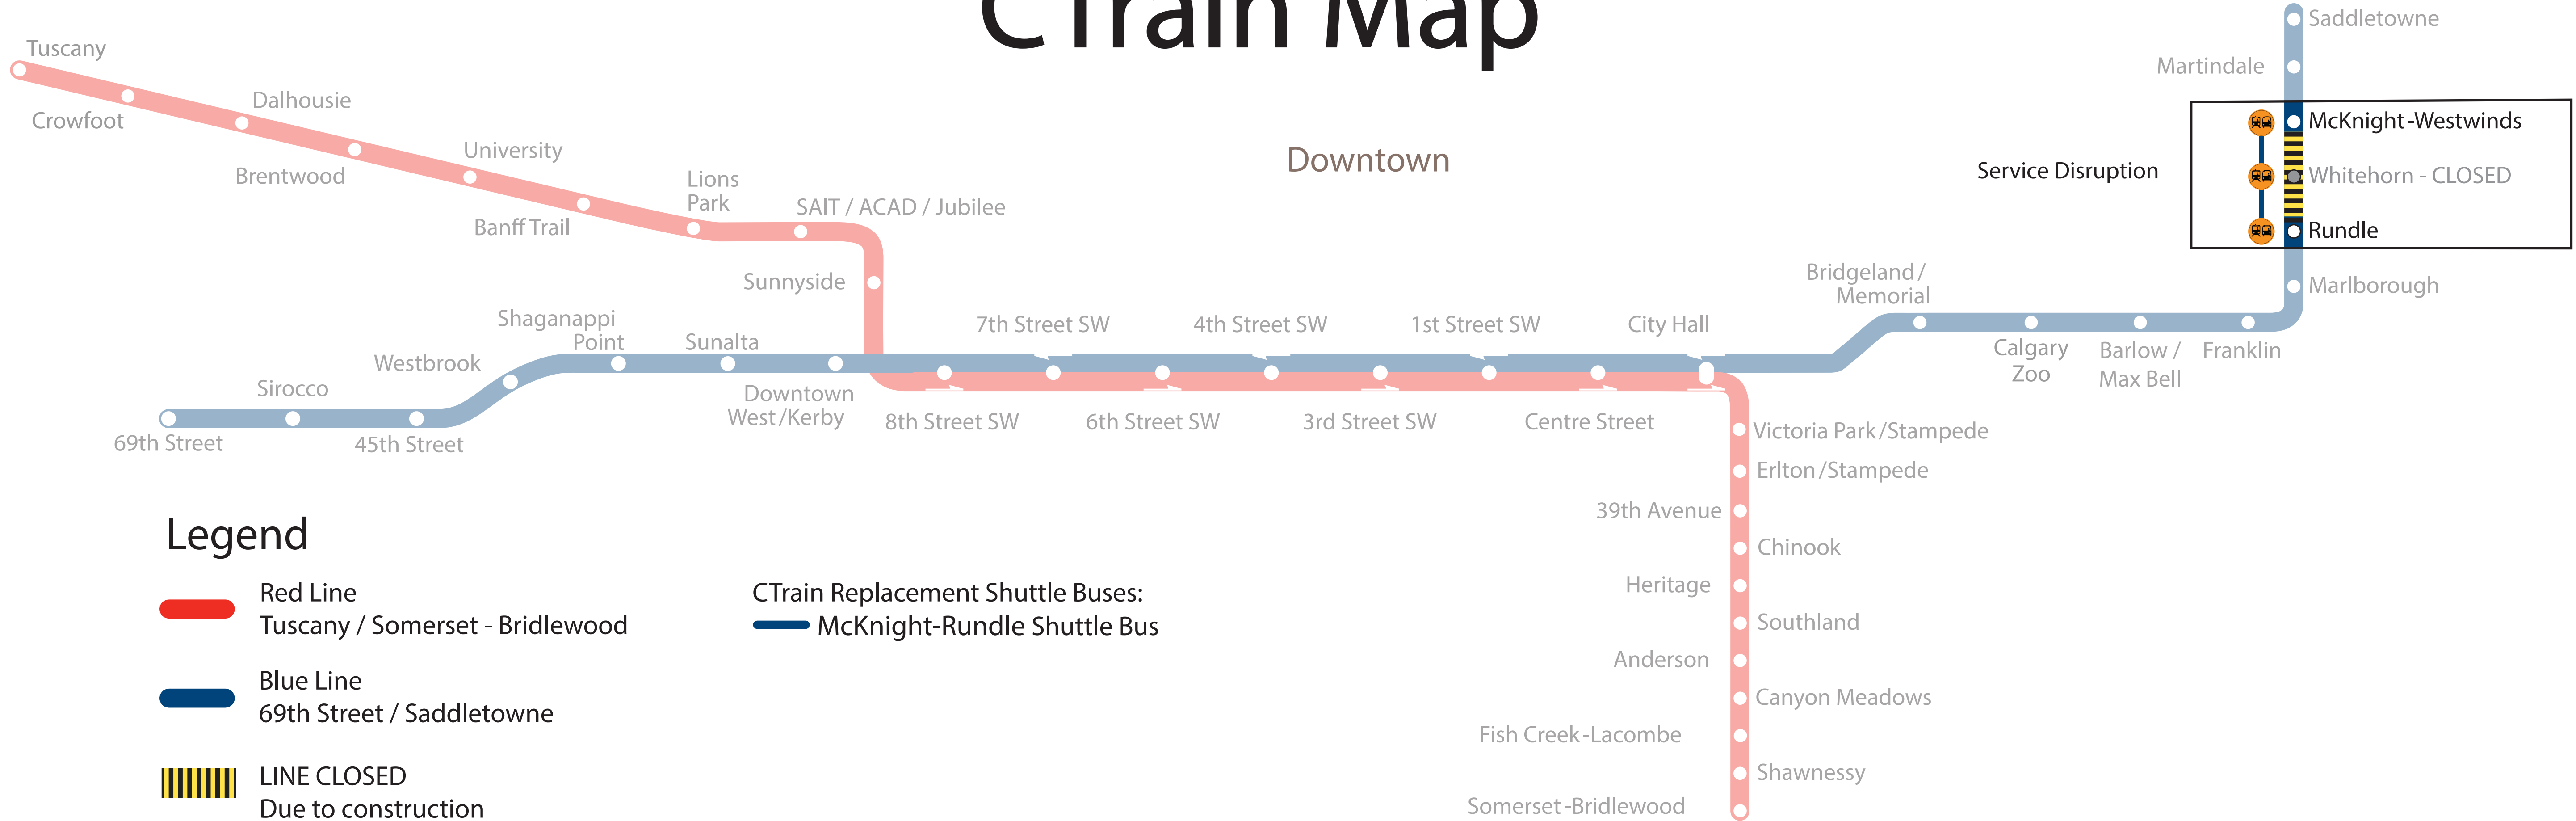 CTrain Map
Tuscany
Crowfoot
Dalhousie
Brentwood
University
Banff Trail
Lions
Park
SAIT / ACAD / Jubilee
Sunnyside
Downtown
Saddletowne
Martindale
McKnight-Westwinds
Service Disruption
Whitehorn - CLOSED
Rundle
Marlborough
Bridgeland /
Memorial
Calgary
Zoo
Barlow /
Max Bell
Franklin
7th Street SW
4th Street SW
1st Street SW
City Hall
Shaganappi
Point
Sunalta
Westbrook
Sirocco
69th Street
45th Street
Downtown
West/Kerby
8th Street SW
6th Street SW
3rd Street SW
Centre Street
Victoria Park/Stampede
Erlton/Stampede
39th Avenue
Chinook
Heritage
Southland
Anderson
Canyon Meadows
Fish Creek-Lacombe
Shawnessy
Somerset-Bridlewood
Legend
Red Line
Tuscany / Somerset - Bridlewood
Blue Line
69th Street / Saddletowne
LINE CLOSED
Due to construction
CTrain Replacement Shuttle Buses:
McKnight-Rundle Shuttle Bus